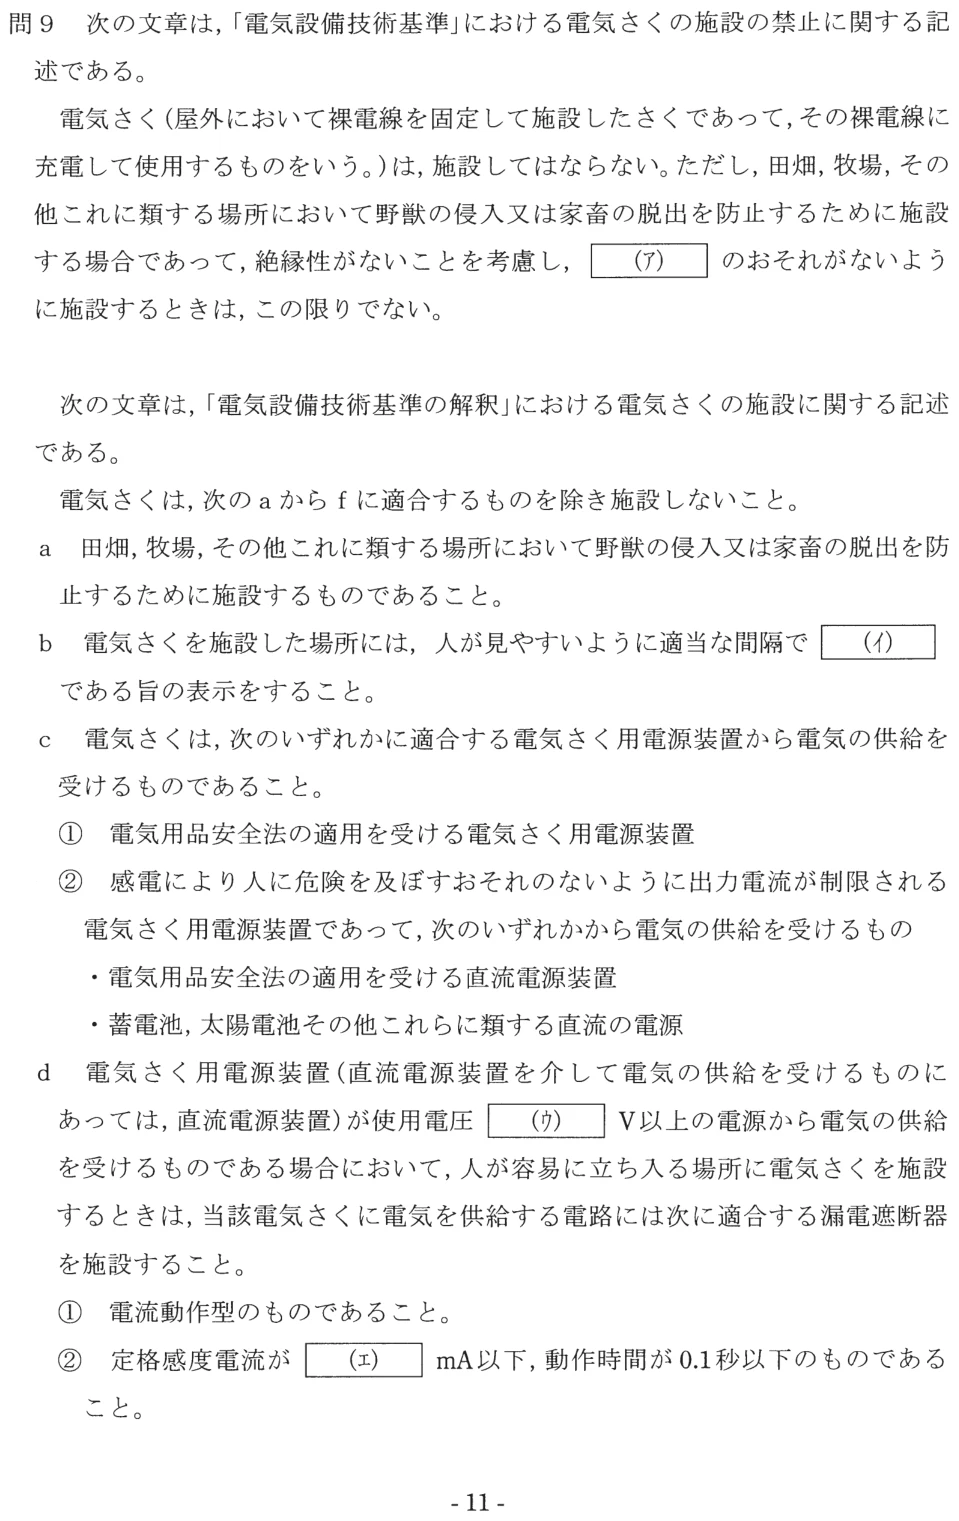 問９　次の文章は，「電気設備技術基準」における電気さくの施設の禁止に関する記
述である。
電気さく（屋外において裸電線を固定して施設したさくであって，その裸電線に
充電して使用するものをいう。）は，施設してはならない。ただし，田畑，牧場，その
他これに類する場所において野獣の侵入又は家畜の脱出を防止するために施設
する場合であって，絶縁性がないことを考慮し，(ｱ)のおそれがないよう
に施設するときは，この限りでない。
次の文章は，「電気設備技術基準の解釈」における電気さくの施設に関する記述
である。
電気さくは，次の a から f に適合するものを除き施設しないこと。
a　田畑，牧場，その他これに類する場所において野獣の侵入又は家畜の脱出を防
止するために施設するものであること。
b　電気さくを施設した場所には，人が見やすいように適当な間隔で(ｲ)
である旨の表示をすること。
c　電気さくは，次のいずれかに適合する電気さく用電源装置から電気の供給を
受けるものであること。
①　電気用品安全法の適用を受ける電気さく用電源装置
②　感電により人に危険を及ぼすおそれのないように出力電流が制限される
電気さく用電源装置であって，次のいずれかから電気の供給を受けるもの
・電気用品安全法の適用を受ける直流電源装置
・蓄電池，太陽電池その他これらに類する直流の電源
d　電気さく用電源装置（直流電源装置を介して電気の供給を受けるものに
あっては，直流電源装置）が使用電圧(ｳ)V以上の電源から電気の供給
を受けるものである場合において，人が容易に立ち入る場所に電気さくを施設
するときは，当該電気さくに電気を供給する電路には次に適合する漏電遮断器
を施設すること。
①　電流動作型のものであること。
②　定格感度電流が(ｴ)mA以下，動作時間が 0.1秒以下のものである
こと。
- 11 -